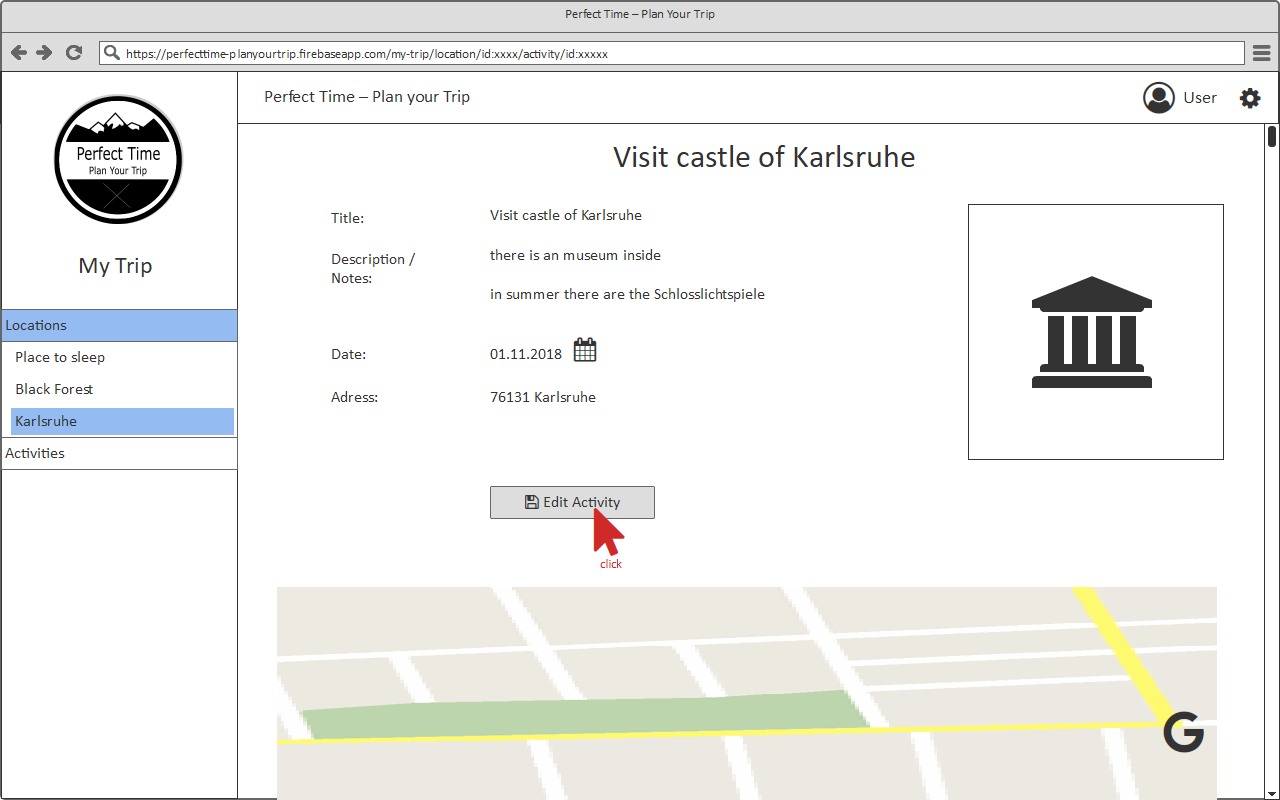 Perfect Time – Plan Your Trip
https://perfecttime-planyourtrip.firebaseapp.com/my-trip/location/id:xxxx/activity/id:xxxxx
Perfect Time
Plan Your Trip
My Trip
Locations
Place to sleep
Black Forest
Karlsruhe
Activities
Perfect Time – Plan your Trip
User
Visit castle of Karlsruhe
Title:
Visit castle of Karlsruhe
Description /
Notes:
there is an museum inside
in summer there are the Schlosslichtspiele
Date:
01.11.2018
Adress:
76131 Karlsruhe
Edit Activity
click
G